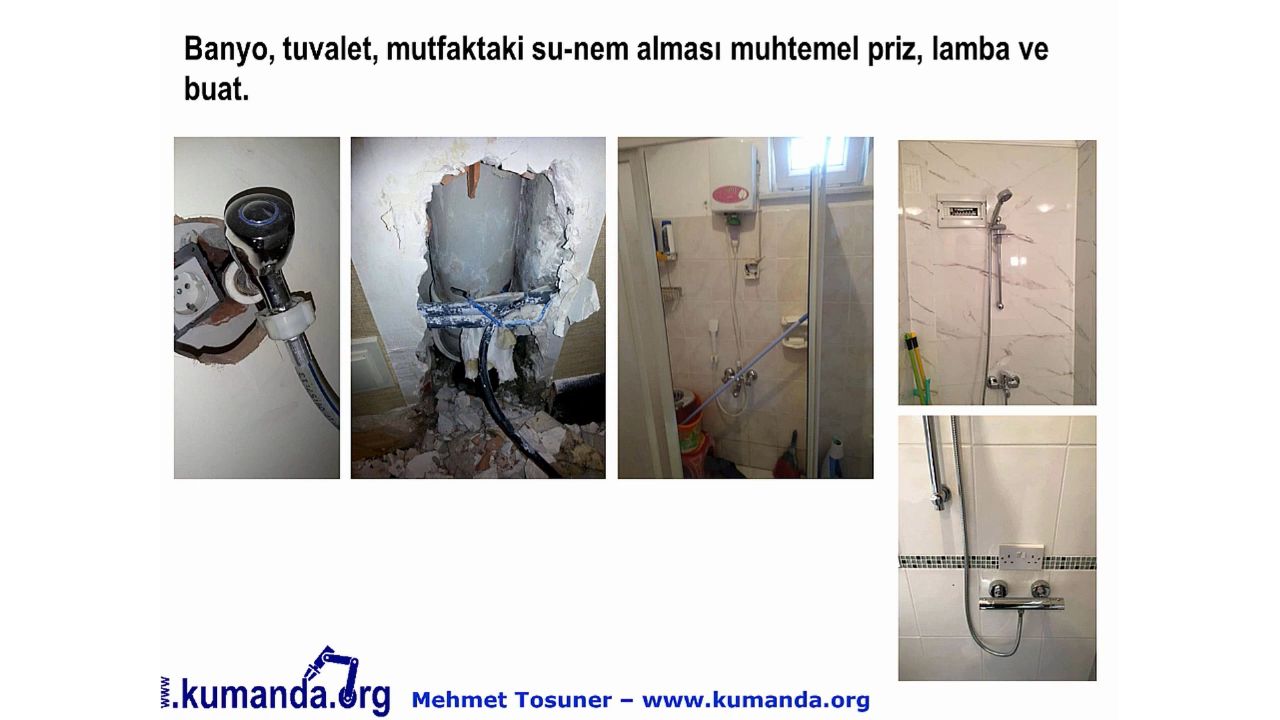 Banyo, tuvalet, mutfaktaki su-nem alması muhtemel priz, lamba ve
buat.
www.kumanda.org
Mehmet Tosuner – www.kumanda.org